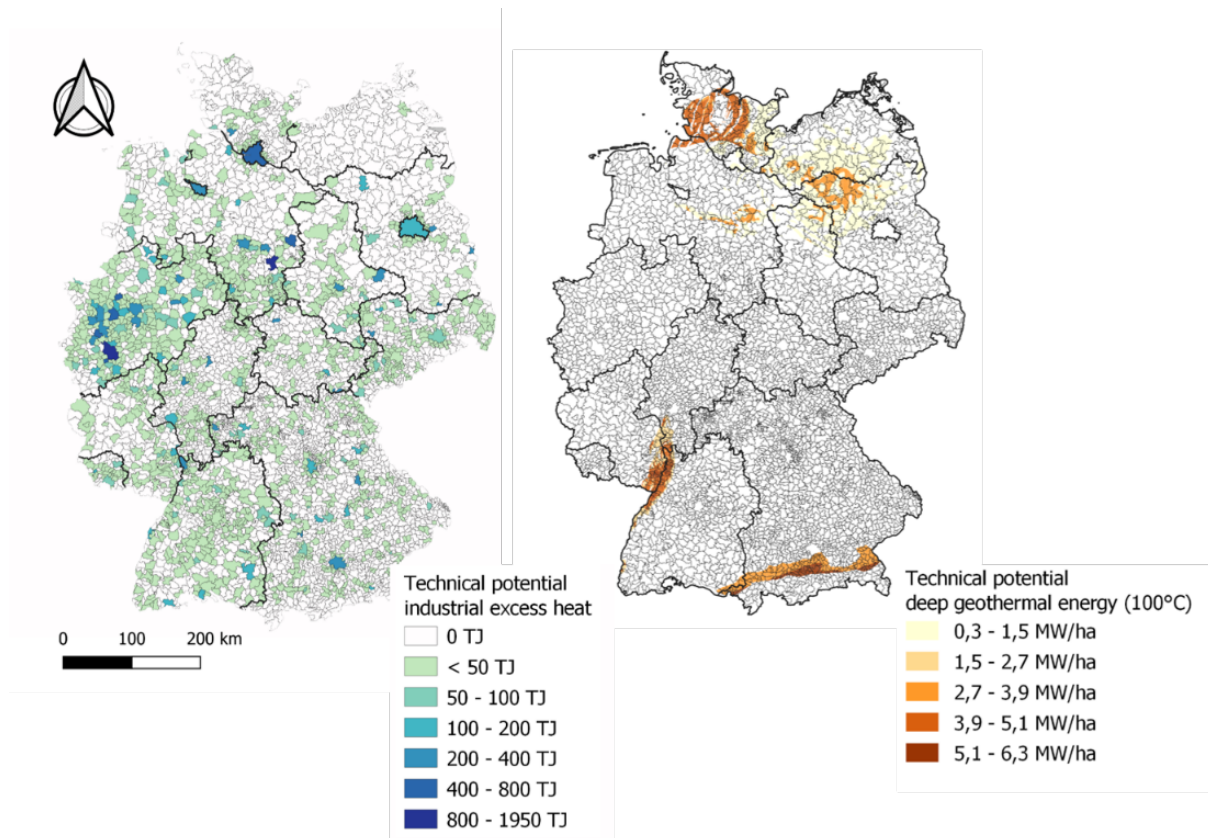 Technical potential
industrial excess heat
0 TJ
< 50 TJ
50 - 100 TJ
100 - 200 TJ
200 - 400 TJ
400 - 800 TJ
800 - 1950 TJ
0 100 200 km
Technical potential
deep geothermal energy (100°C)
0,3 - 1,5 MW/ha
1,5 - 2,7 MW/ha
2,7 - 3,9 MW/ha
3,9 - 5,1 MW/ha
5,1 - 6,3 MW/ha